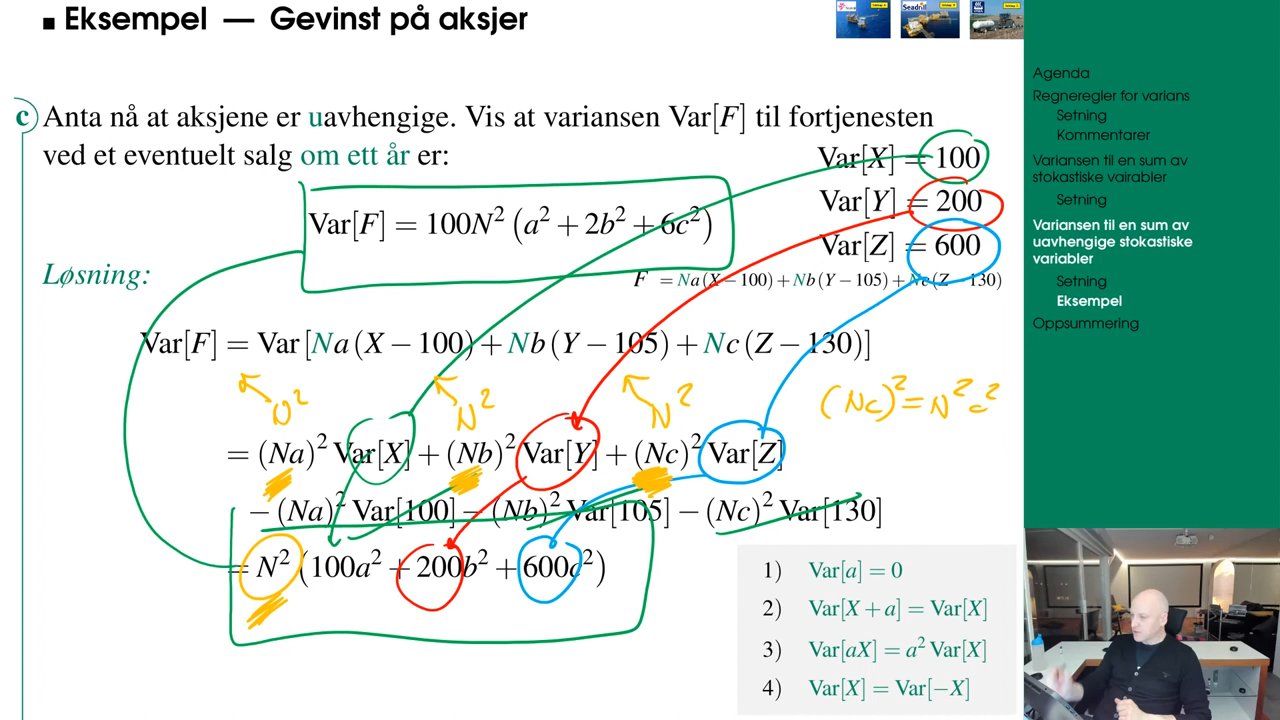 Eksempel — Gevinst på aksjer
Seadrill
c Anta nå at aksjene er uavhengige. Vis at variansen Var[F] til fortjenesten
ved et eventuelt salg om ett år er:
Var[X] = 100
Var[Y] = 200
Var[Z] = 600
Var[F] = 100N² (a² + 2b² + 6c²)
F = Na(X − 100) + Nb(Y − 105) + Nc(Z − 130)
Løsning:
Var[F] = Var [Na (X − 100) + Nb (Y − 105) + Nc (Z − 130)]
N² N² N² (Nc)² = N²c²
= (Na)² Var[X] + (Nb)² Var[Y] + (Nc)² Var[Z]
− (Na)² Var[100] − (Nb)² Var[105] − (Nc)² Var[130]
= N² (100a² + 200b² + 600c²)
1) Var[a] = 0
2) Var[X + a] = Var[X]
3) Var[aX] = a² Var[X]
4) Var[X] = Var[−X]
Agenda
Regneregler for varians
Setning
Kommentarer
Variansen til en sum av
stokastiske vairabler
Setning
Variansen til en sum av
uavhengige stokastiske
variabler
Setning
Eksempel
Oppsummering